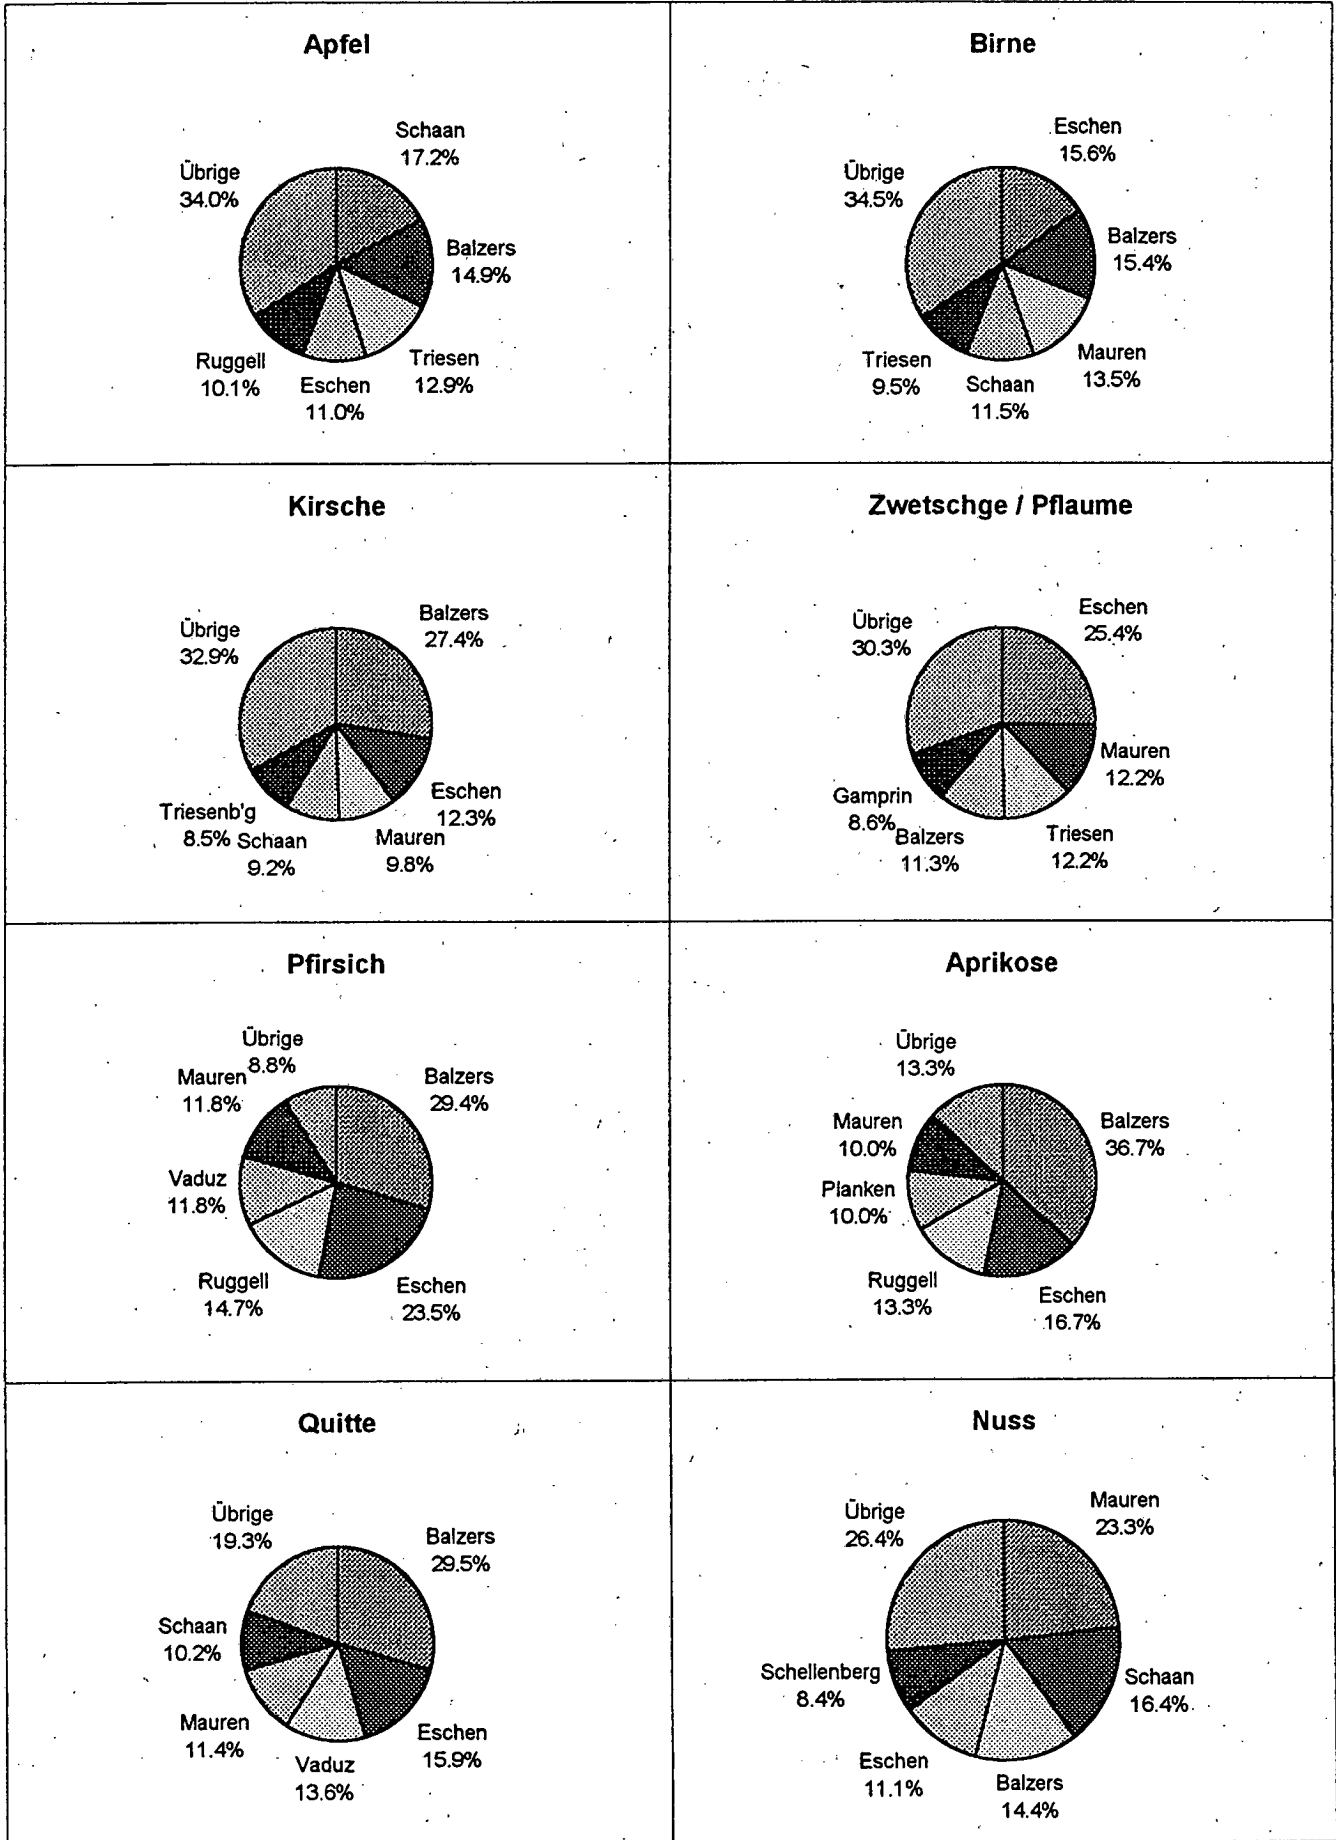 Apfel
Schaan
17.2%
Balzers
14.9%
Triesen
12.9%
Eschen
11.0%
Ruggell
10.1%
Übrige
34.0%
Birne
Eschen
15.6%
Balzers
15.4%
Mauren
13.5%
Schaan
11.5%
Triesen
9.5%
Übrige
34.5%
Kirsche
Balzers
27.4%
Eschen
12.3%
Mauren
9.8%
Schaan
9.2%
Triesenb'g
8.5%
Übrige
32.9%
Zwetschge / Pflaume
Eschen
25.4%
Mauren
12.2%
Triesen
12.2%
Balzers
11.3%
Gamprin
8.6%
Übrige
30.3%
Pfirsich
Balzers
29.4%
Eschen
23.5%
Ruggell
14.7%
Vaduz
11.8%
Mauren
11.8%
Übrige
8.8%
Aprikose
Balzers
36.7%
Eschen
16.7%
Ruggell
13.3%
Planken
10.0%
Mauren
10.0%
Übrige
13.3%
Quitte
Balzers
29.5%
Eschen
15.9%
Vaduz
13.6%
Mauren
11.4%
Schaan
10.2%
Übrige
19.3%
Nuss
Mauren
23.3%
Schaan
16.4%
Balzers
14.4%
Eschen
11.1%
Schellenberg
8.4%
Übrige
26.4%